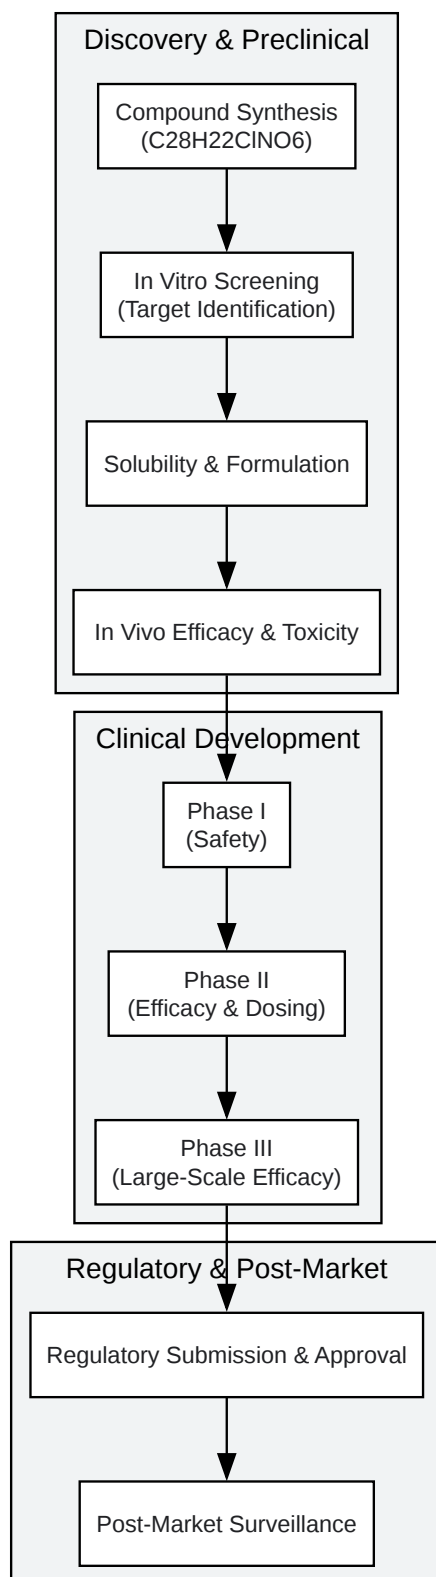 Discovery & Preclinical
Compound Synthesis
(C28H22ClNO6)
In Vitro Screening
(Target Identification)
Solubility & Formulation
In Vivo Efficacy & Toxicity
Clinical Development
Phase I
(Safety)
Phase II
(Efficacy & Dosing)
Phase III
(Large-Scale Efficacy)
Regulatory & Post-Market
Regulatory Submission & Approval
Post-Market Surveillance